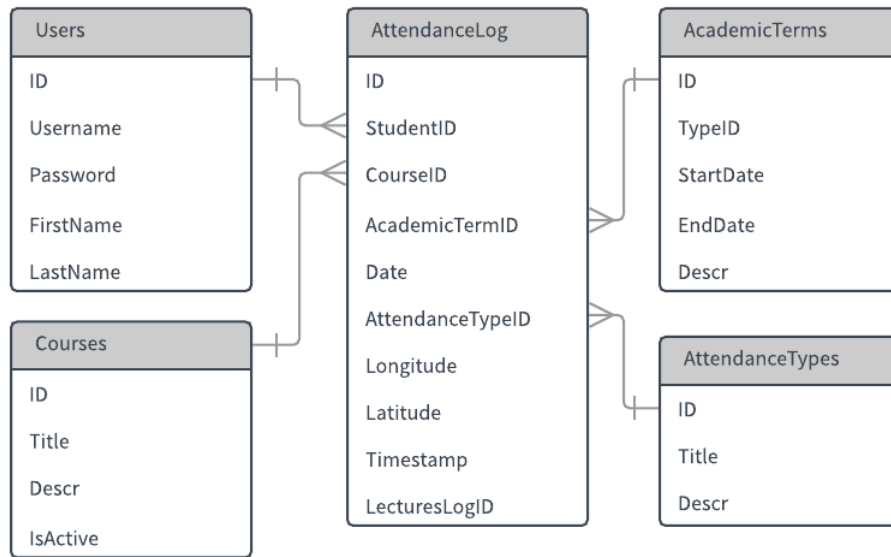 Users
ID
Username
Password
FirstName
LastName
Courses
ID
Title
Descr
IsActive
AttendanceLog
ID
StudentID
CourseID
AcademicTermID
Date
AttendanceTypeID
Longitude
Latitude
Timestamp
LecturesLogID
AcademicTerms
ID
TypeID
StartDate
EndDate
Descr
AttendanceTypes
ID
Title
Descr